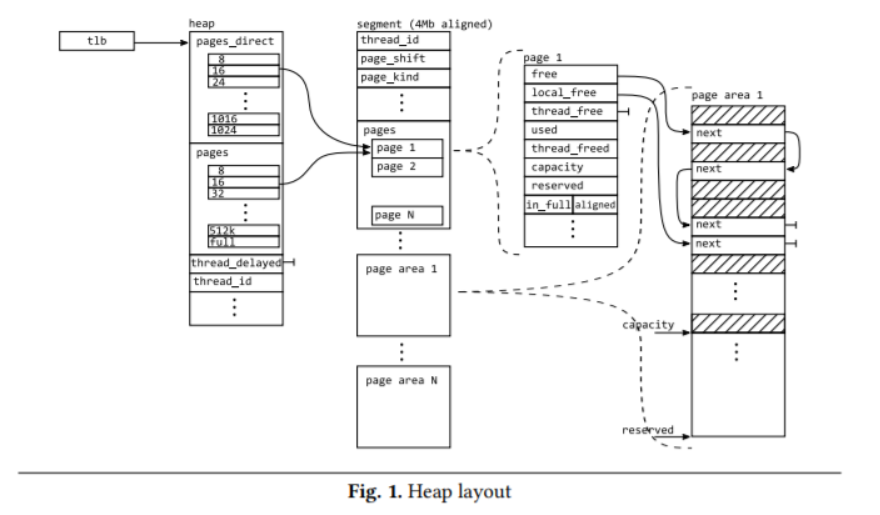 tlb
heap
pages_direct
8
16
24
1016
1024
pages
8
16
32
512k
full
thread_delayed
thread_id
segment (4Mb aligned)
thread_id
page_shift
page_kind
pages
page 1
page 2
page N
page area 1
page area N
page 1
free
local_free
thread_free
used
thread_freed
capacity
reserved
in_full aligned
page area 1
next
next
next
next
capacity
reserved
Fig. 1. Heap layout